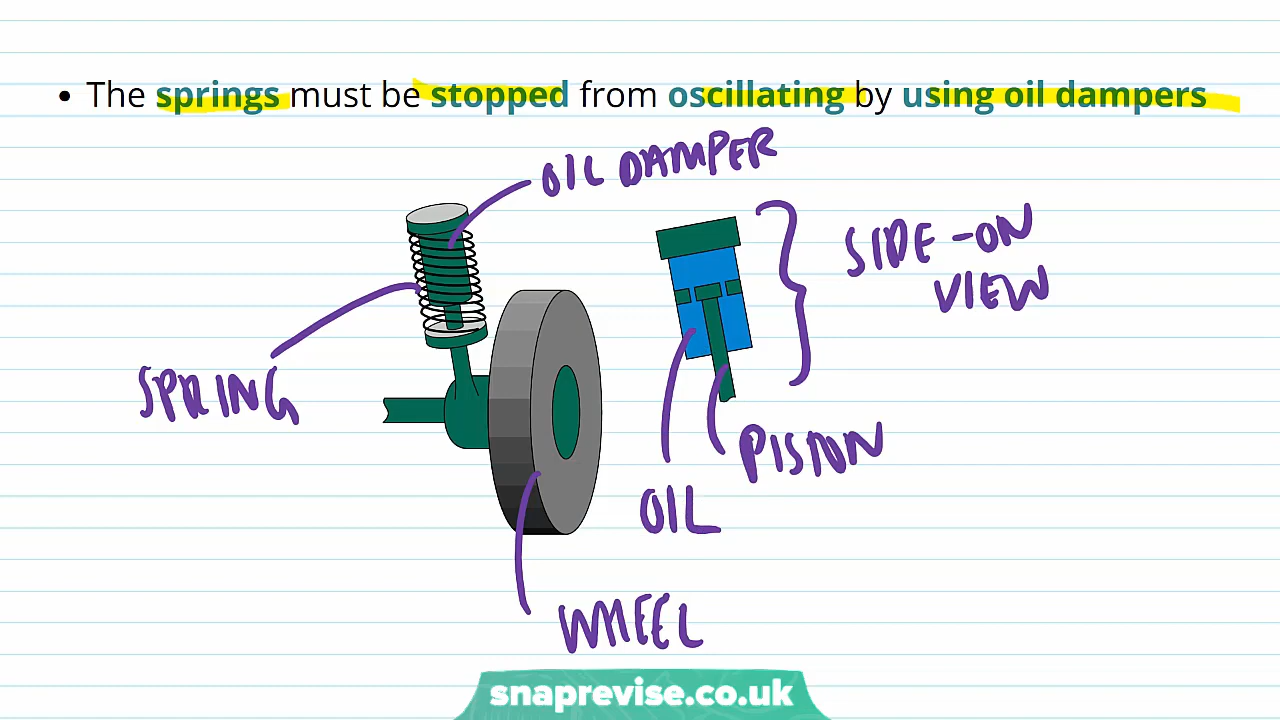 • The springs must be stopped from oscillating by using oil dampers
OIL DAMPER
SIDE-ON
VIEW
SPRING
PISTON
OIL
WHEEL
snaprevise.co.uk